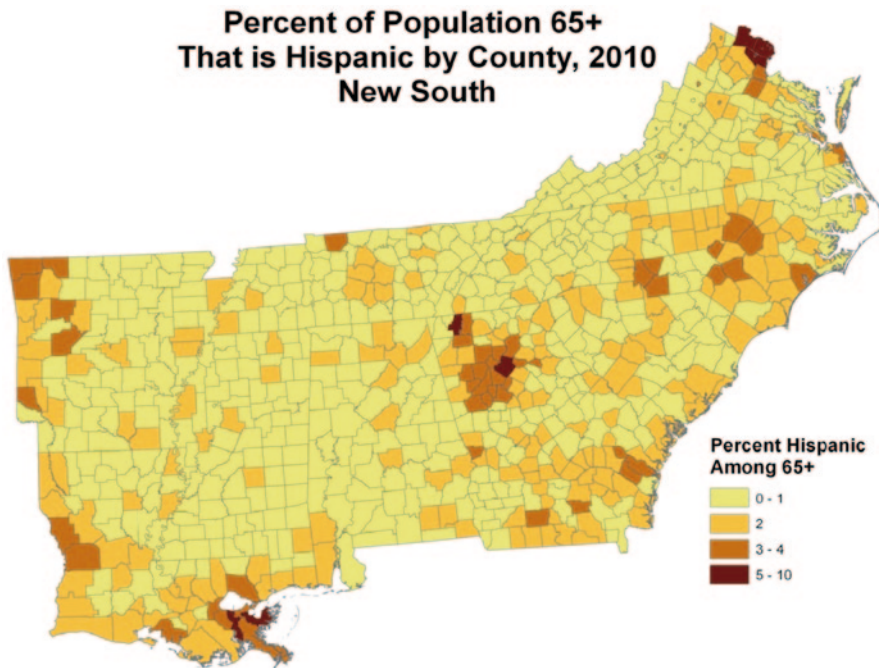 Percent of Population 65+
That is Hispanic by County, 2010
New South
Percent Hispanic
Among 65+
0 - 1
2
3 - 4
5 - 10